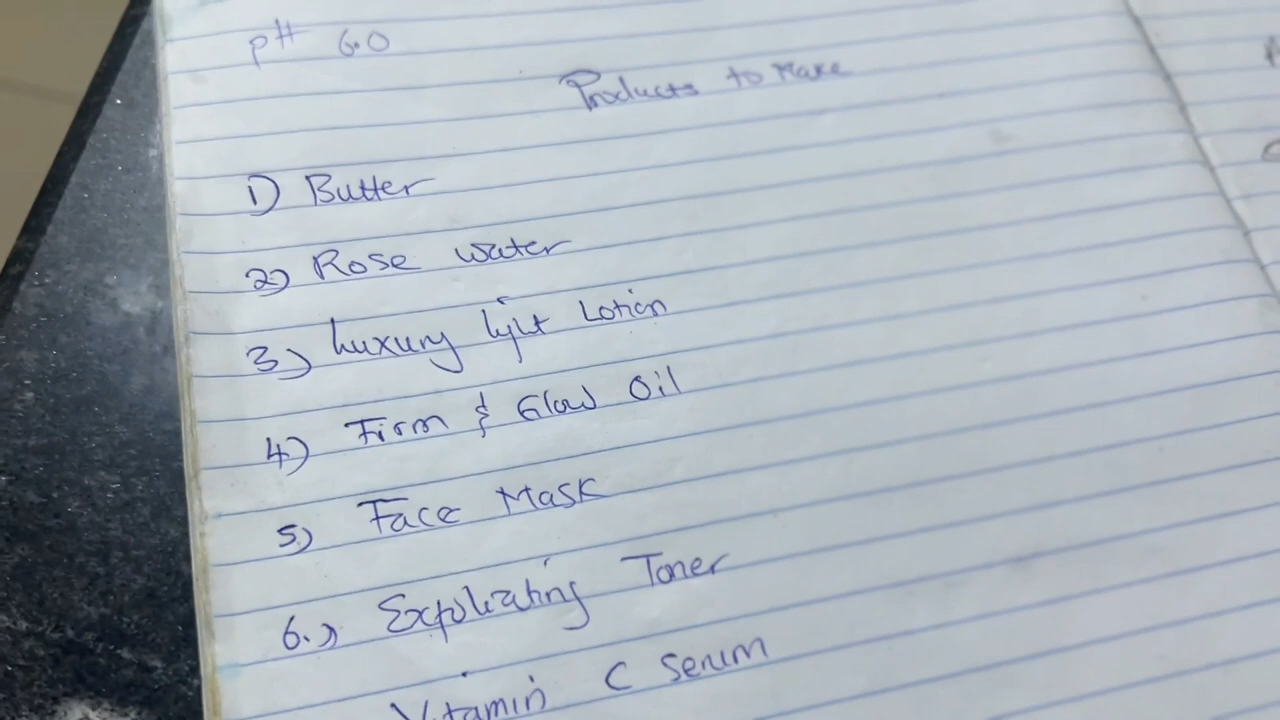 pH 6.0
Products to Make
1) Butter
2) Rose water
3) Luxury light Lotion
4) Firm & Glow Oil
5) Face Mask
6.) Exfoliating Toner
Vitamin C Serum